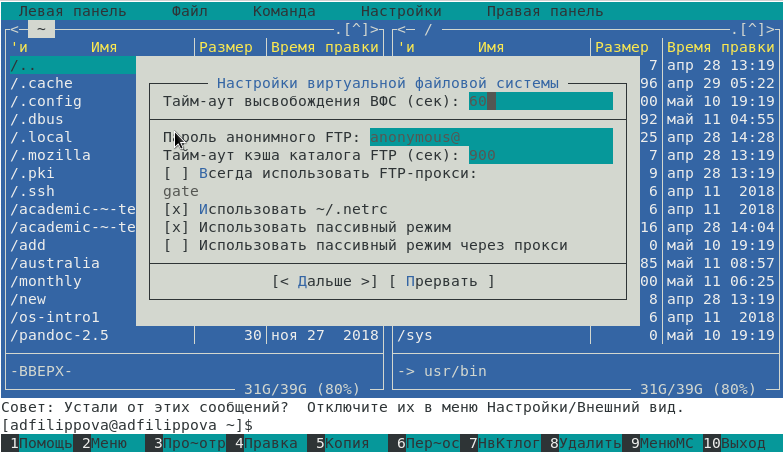 Левая панель Файл Команда Настройки Правая панель
<─ ~ .[^]> <─ / .[^]>
'и Имя Размер Время правки 'и Имя Размер Время правки
/.. 7 апр 28 13:19
/.cache 96 апр 29 05:22
/.config 00 май 10 19:19
/.dbus 92 май 11 04:55
/.local 25 апр 28 14:28
/.mozilla 7 апр 28 13:19
/.pki 9 апр 28 13:19
/.ssh 6 апр 11 2018
/academic-~-te 6 апр 11 2018
/academic-~-te 16 апр 28 14:04
/add 0 май 10 19:19
/australia 85 май 11 08:57
/monthly 00 май 11 06:25
/new 8 апр 28 13:19
/os-intro1 6 апр 11 2018
/pandoc-2.5 30 ноя 27 2018 /sys 0 май 10 19:19
Настройки виртуальной файловой системы
Тайм-аут высвобождения ВФС (сек): 60
Пароль анонимного FTP: anonymous@
Тайм-аут кэша каталога FTP (сек): 900
[ ] Всегда использовать FTP-прокси:
gate
[x] Использовать ~/.netrc
[x] Использовать пассивный режим
[ ] Использовать пассивный режим через прокси
[< Дальше >] [ Прервать ]
-ВВЕРХ- -> usr/bin
31G/39G (80%) 31G/39G (80%)
Совет: Устали от этих сообщений? Отключите их в меню Настройки/Внешний вид.
[adfilippova@adfilippova ~]$
1Помощь 2Меню 3Про~отр 4Правка 5Копия 6Пер~ос 7НвКтлог 8Удалить 9МенюМС 10Выход